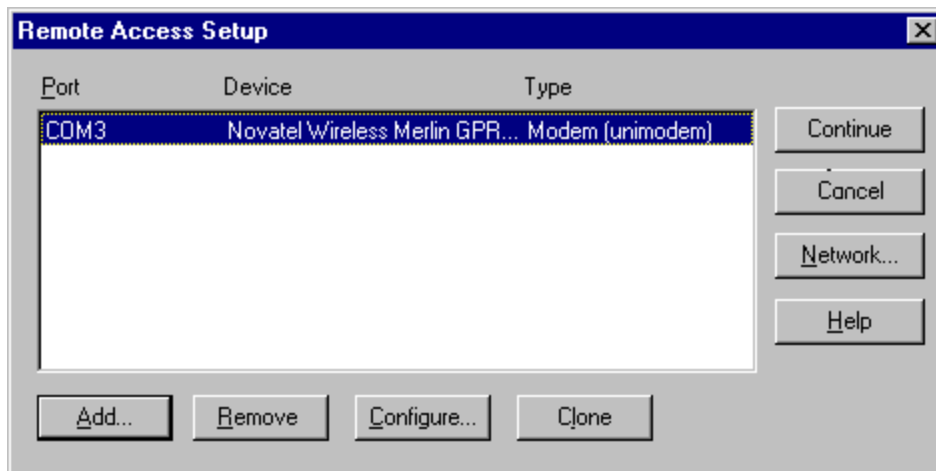 Remote Access Setup
Port Device Type
COM3 Novatel Wireless Merlin GPR... Modem (unimodem)
Continue
Cancel
Network...
Help
Add... Remove Configure... Clone